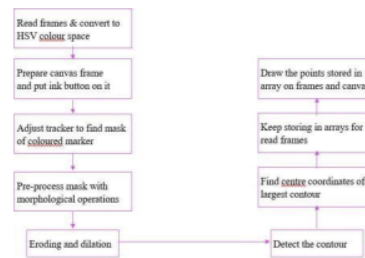 Read frames & convert to
HSV colour space
Prepare canvas frame
and put ink button on it
Adjust tracker to find mask
of coloured marker
Pre-process mask with
morphological operations
Eroding and dilation
Detect the contour
Find centre coordinates of
largest contour
Keep storing in arrays for
read frames
Draw the points stored in
array on frames and canva